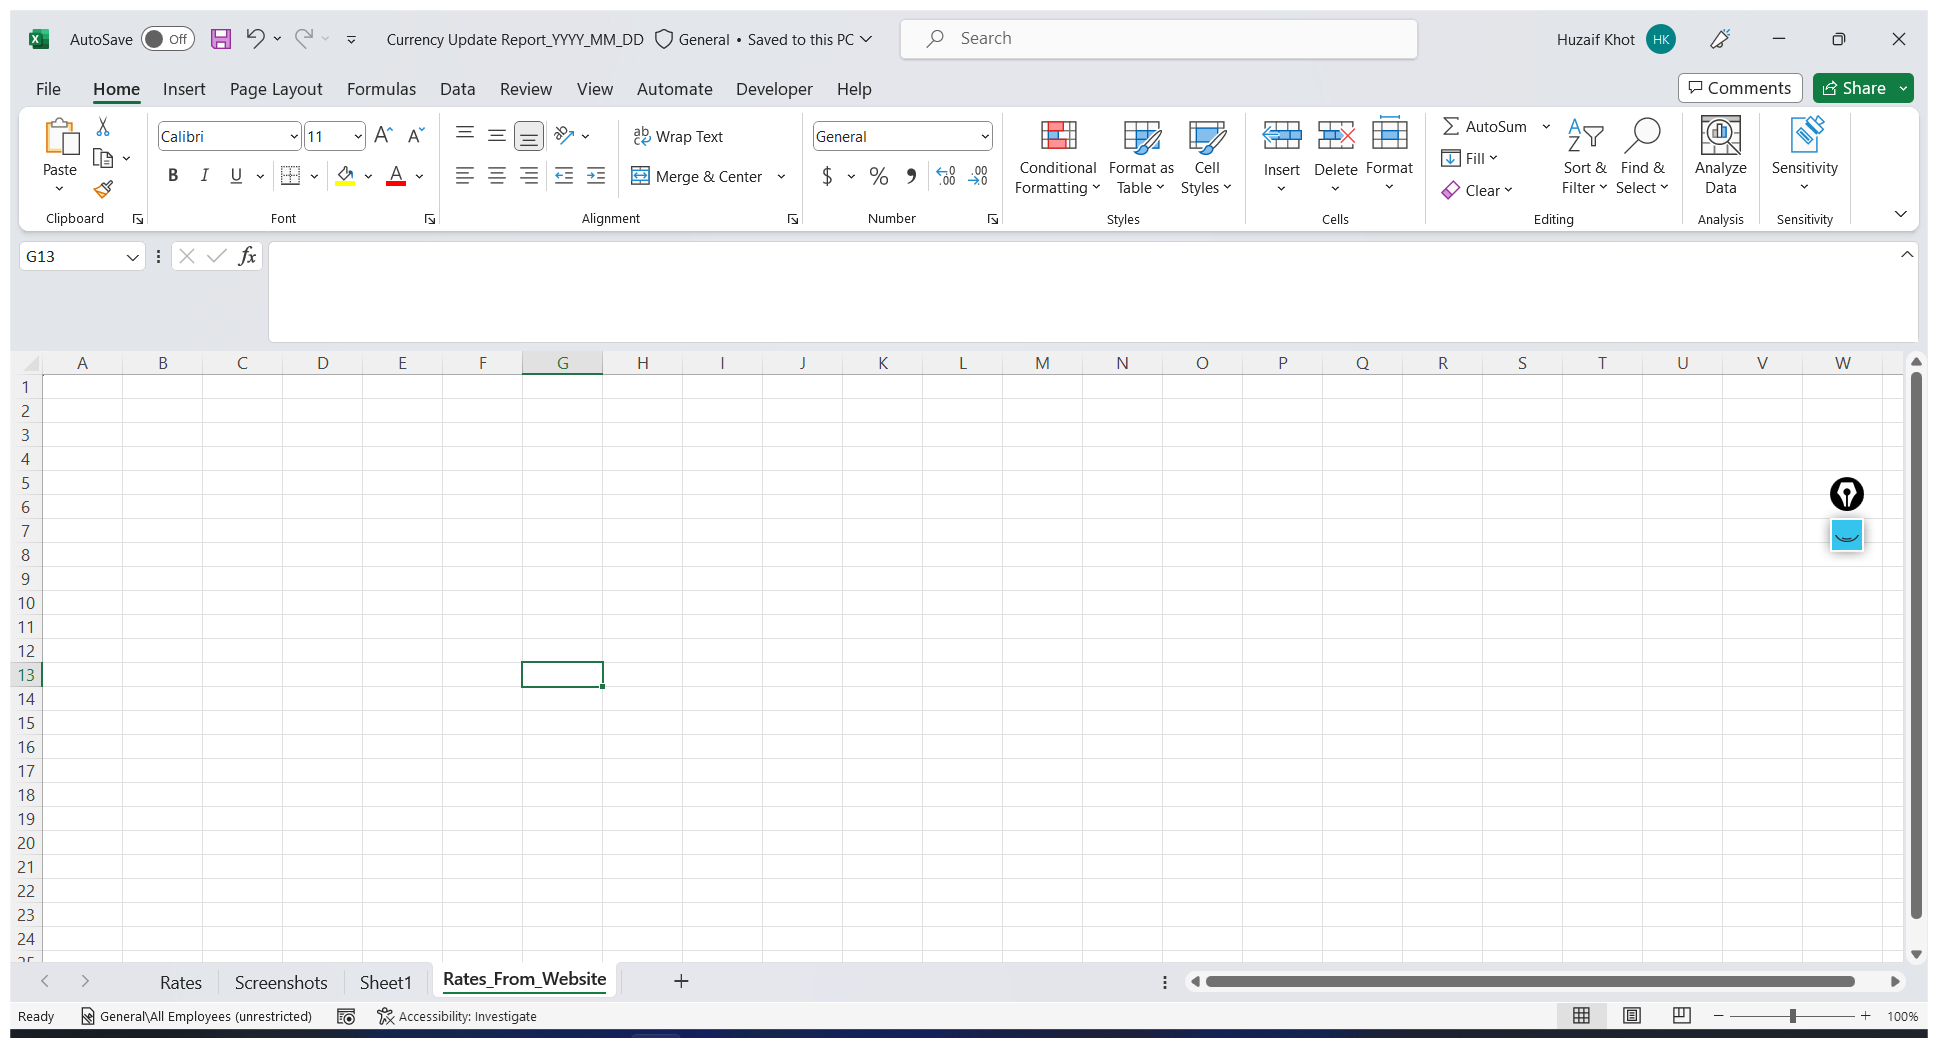 AutoSave Off Currency Update Report_YYYY_MM_DD General • Saved to this PC Search Huzaif Khot HK
File Home Insert Page Layout Formulas Data Review View Automate Developer Help Comments Share
Paste
Clipboard
Calibri 11
B I U A
Font
Wrap Text
Merge & Center
Alignment
General
$ % ,
Number
Conditional Formatting
Format as Table
Cell Styles
Styles
Insert
Delete
Format
Cells
AutoSum
Fill
Clear
Sort & Filter
Find & Select
Editing
Analyze Data
Analysis
Sensitivity
Sensitivity
G13 fx
A B C D E F G H I J K L M N O P Q R S T U V W
1
2
3
4
5
6
7
8
9
10
11
12
13
14
15
16
17
18
19
20
21
22
23
24
25
Rates Screenshots Sheet1 Rates_From_Website
Ready General\All Employees (unrestricted) Accessibility: Investigate 100%